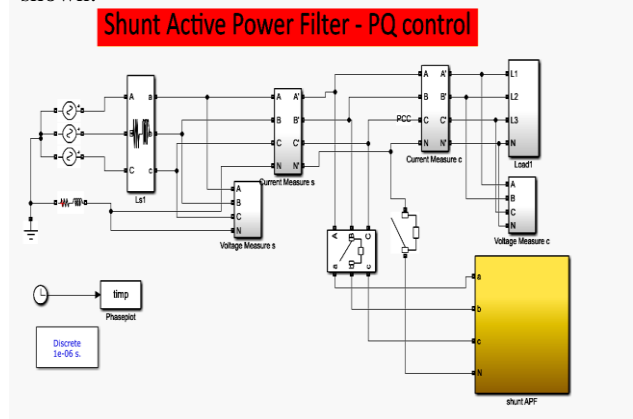 Shunt Active Power Filter - PQ control
A
B
C
a
B
c
Ls1
A
B
C
N
A'
B'
C'
N'
Current Measure s
A
B
C
N
Voltage Measure s
PCC
A
B
C
N
A'
B'
C'
N'
Current Measure c
L1
L2
L3
N
Load1
A
B
C
N
Voltage Measure c
A
B
C
a
b
c
a
b
c
N
shunt APF
timp
Phaseplot
Discrete
1e-06 s.